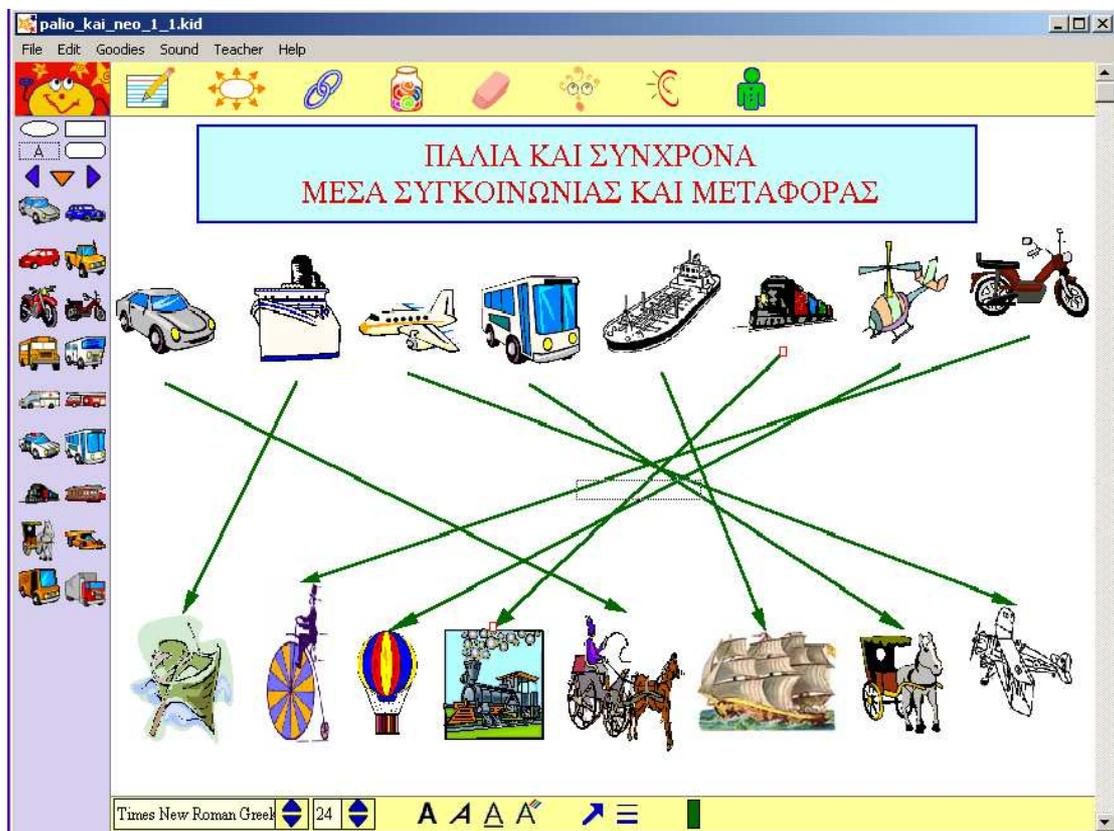 palio_kai_neo_1_1.kid
File Edit Goodies Sound Teacher Help
A
ΠΑΛΙΑ ΚΑΙ ΣΥΝΧΡΟΝΑ
ΜΕΣΑ ΣΥΓΚΟΙΝΩΝΙΑΣ ΚΑΙ ΜΕΤΑΦΟΡΑΣ
Times New Roman Greek 24 A A A A